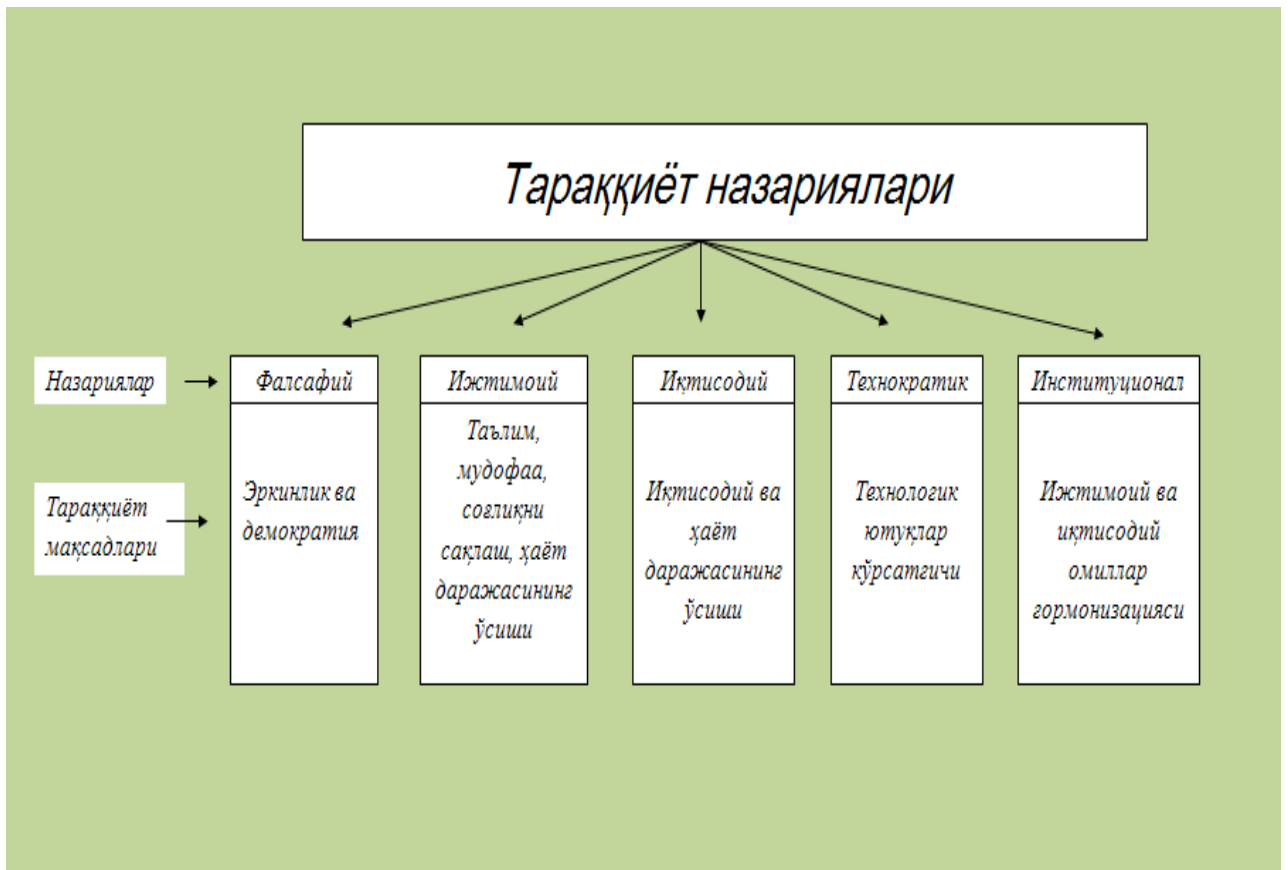 Тараққиёт назариялари
Назариялар
Фалсафий
Ижтимоий
Иқтисодий
Технократик
Институционал
Тараққиёт
мақсадлари
Эркинлик ва
демократия
Таълим,
мудофаа,
соғлиқни
сақлаш, ҳаёт
даражасининг
ўсиши
Иқтисодий ва
ҳаёт
даражасининг
ўсиши
Технологик
ютуқлар
кўрсатгичи
Ижтимоий ва
иқтисодий
омиллар
гормонизацияси